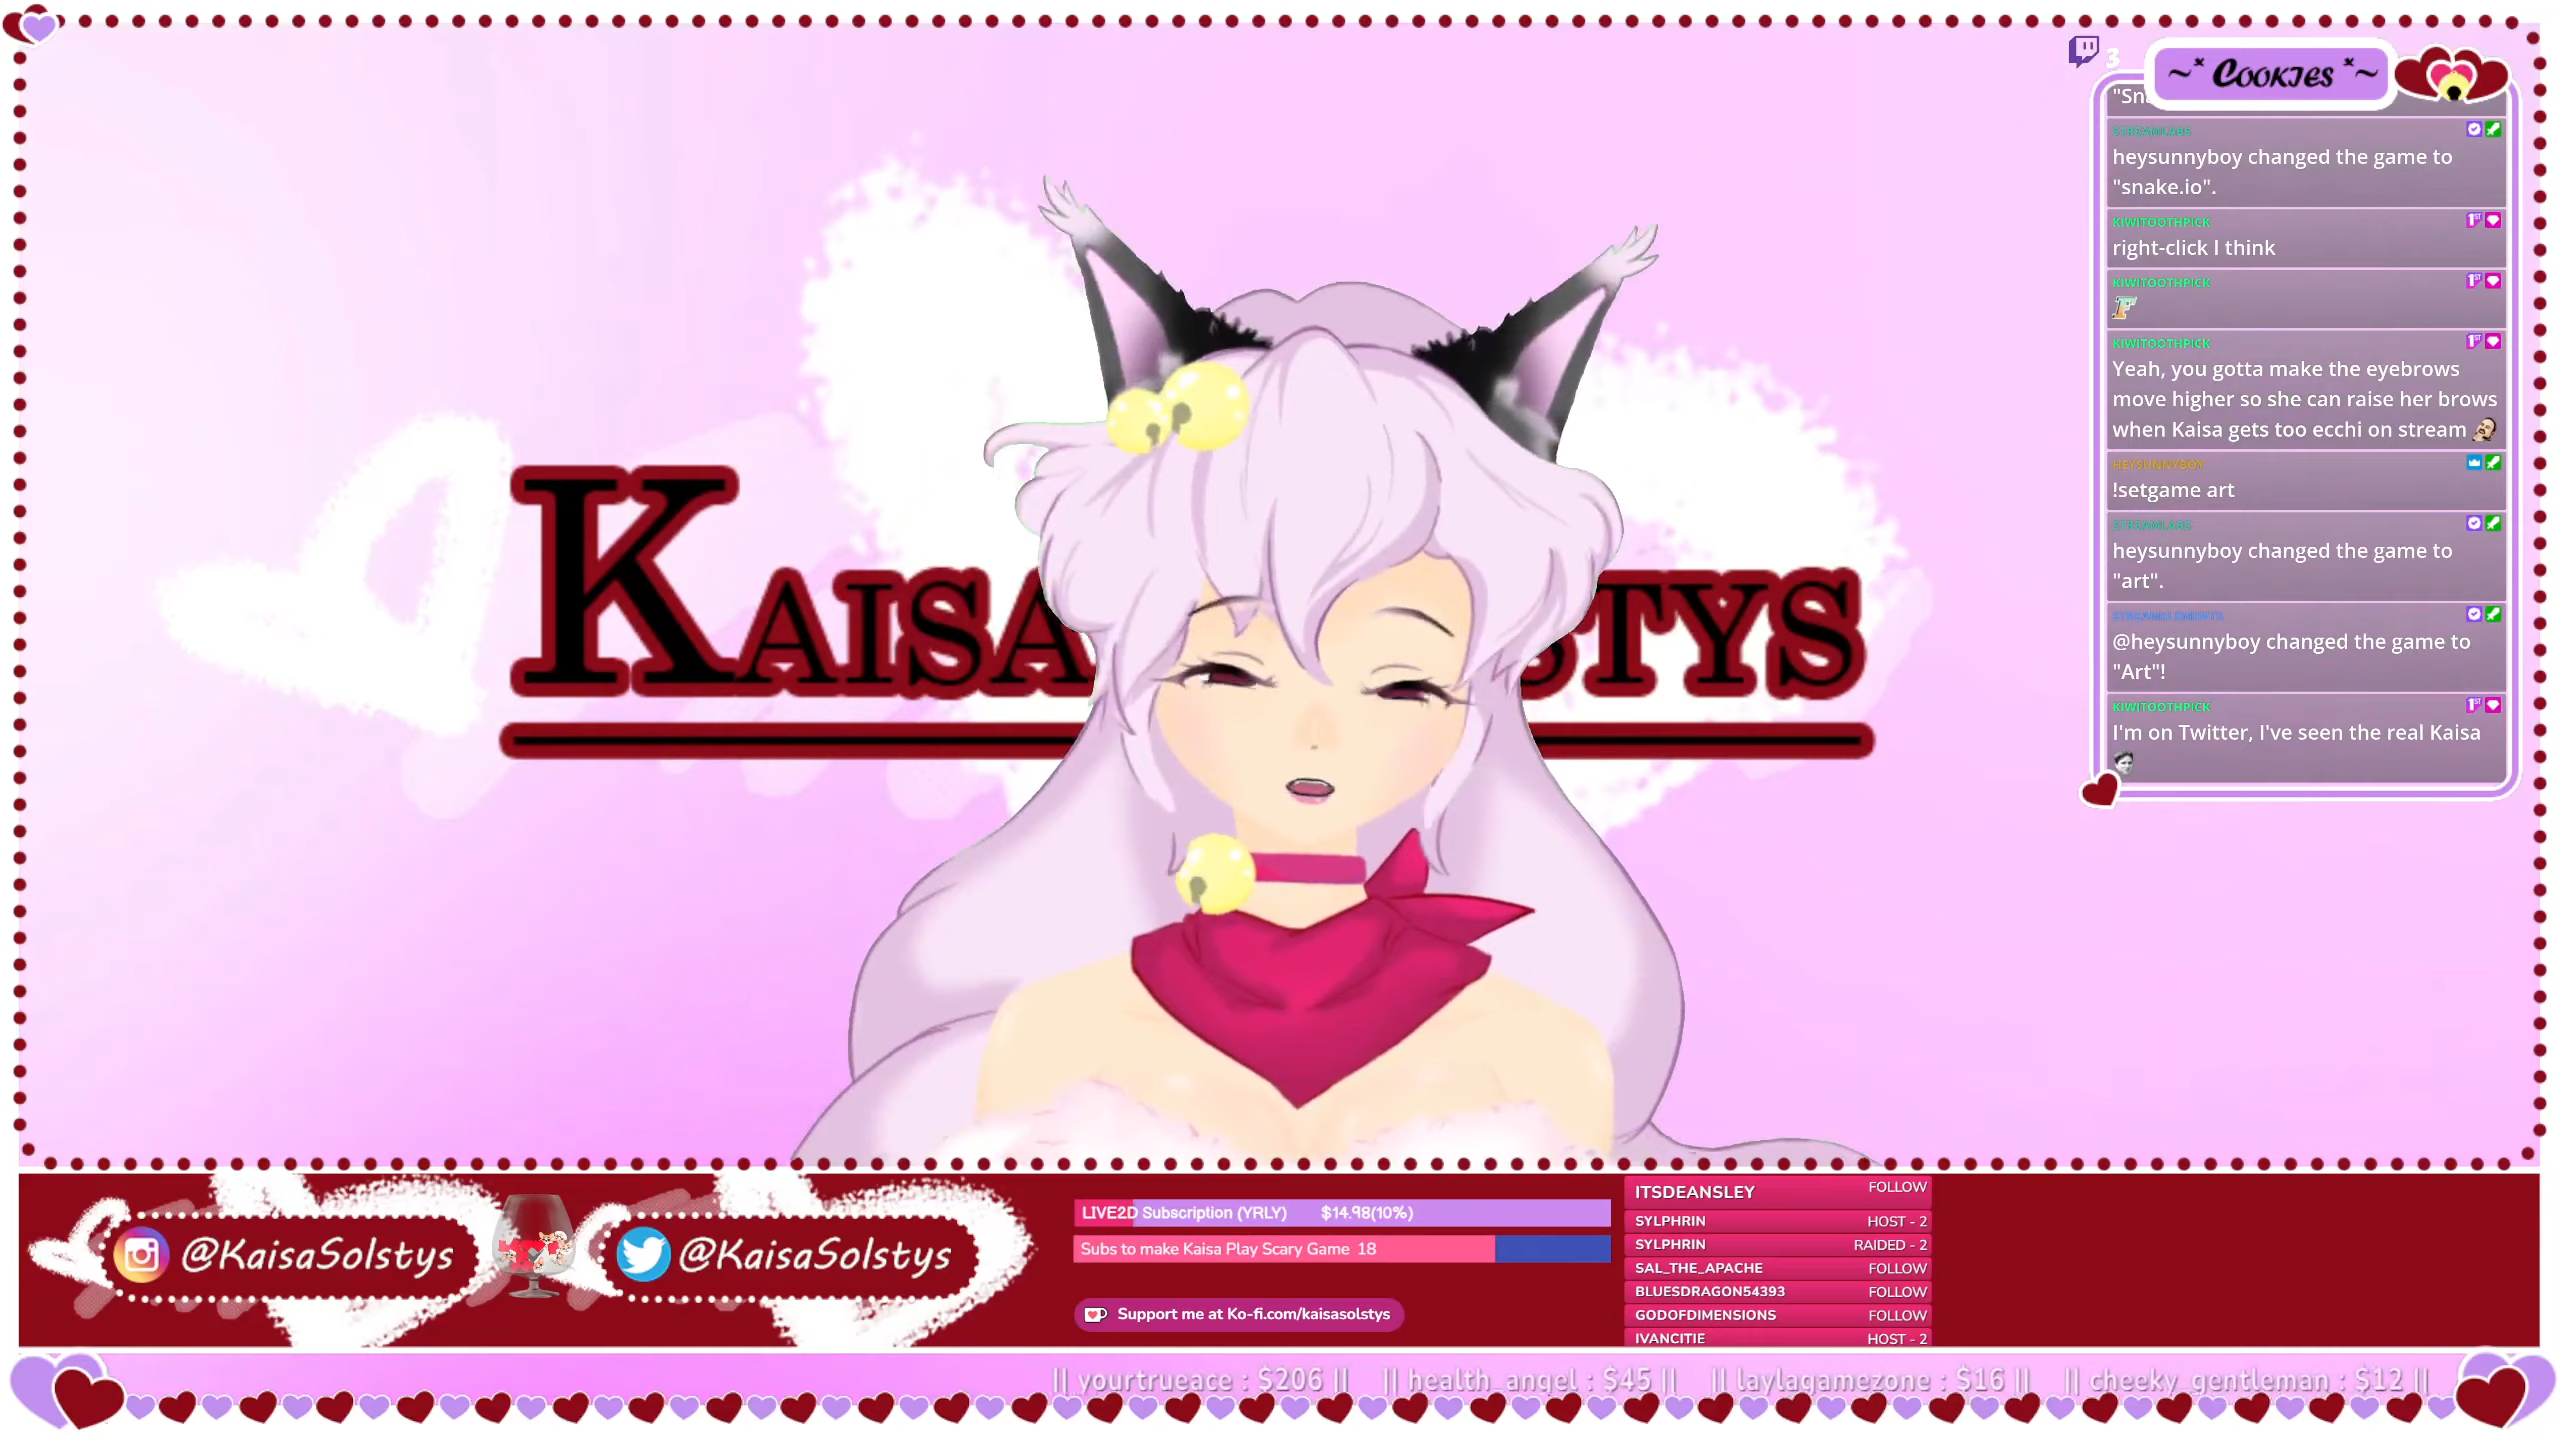 3
~* Cookies *~
"Sn
STREAMLABS
heysunnyboy changed the game to
"snake.io".
KIWITOOTHPICK
right-click I think
KIWITOOTHPICK
F
KIWITOOTHPICK
Yeah, you gotta make the eyebrows
move higher so she can raise her brows
when Kaisa gets too ecchi on stream
HEYSUNNYBOY
!setgame art
STREAMLABS
heysunnyboy changed the game to
"art".
STREAMELEMENTS
@heysunnyboy changed the game to
"Art"!
KIWITOOTHPICK
I'm on Twitter, I've seen the real Kaisa
KAISA STYS
@KaisaSolstys
@KaisaSolstys
LIVE2D Subscription (YRLY) $14.98(10%)
Subs to make Kaisa Play Scary Game 18
Support me at Ko-fi.com/kaisasolstys
ITSDEANSLEY FOLLOW
SYLPHRIN HOST - 2
SYLPHRIN RAIDED - 2
SAL_THE_APACHE FOLLOW
BLUESDRAGON54393 FOLLOW
GODOFDIMENSIONS FOLLOW
IVANCITIE HOST - 2
|| yourtrueace : $206 || || health_angel : $45 || || laylagamezone : $16 || || cheeky_gentleman : $12 ||